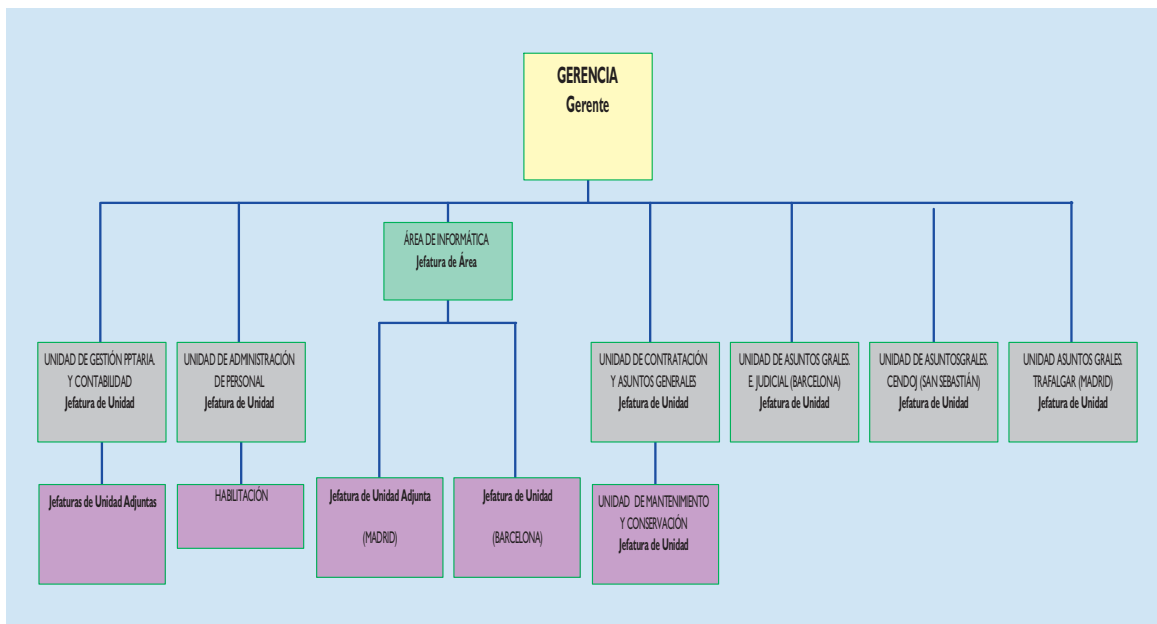 GERENCIA
Gerente
ÁREA DE INFORMÁTICA
Jefatura de Área
UNIDAD DE GESTIÓN PPTARIA.
Y CONTABILIDAD
Jefatura de Unidad
UNIDAD DE ADMINISTRACIÓN
DE PERSONAL
Jefatura de Unidad
UNIDAD DE CONTRATACIÓN
Y ASUNTOS GENERALES
Jefatura de Unidad
UNIDAD DE ASUNTOS GRALES.
E. JUDICIAL (BARCELONA)
Jefatura de Unidad
UNIDAD DE ASUNTOSGRALES.
CENDOJ (SAN SEBASTIÁN)
Jefatura de Unidad
UNIDAD ASUNTOS GRALES.
TRAFALGAR (MADRID)
Jefatura de Unidad
Jefaturas de Unidad Adjuntas
HABILITACIÓN
Jefatura de Unidad Adjunta
(MADRID)
Jefatura de Unidad
(BARCELONA)
UNIDAD DE MANTENIMIENTO
Y CONSERVACIÓN
Jefatura de Unidad